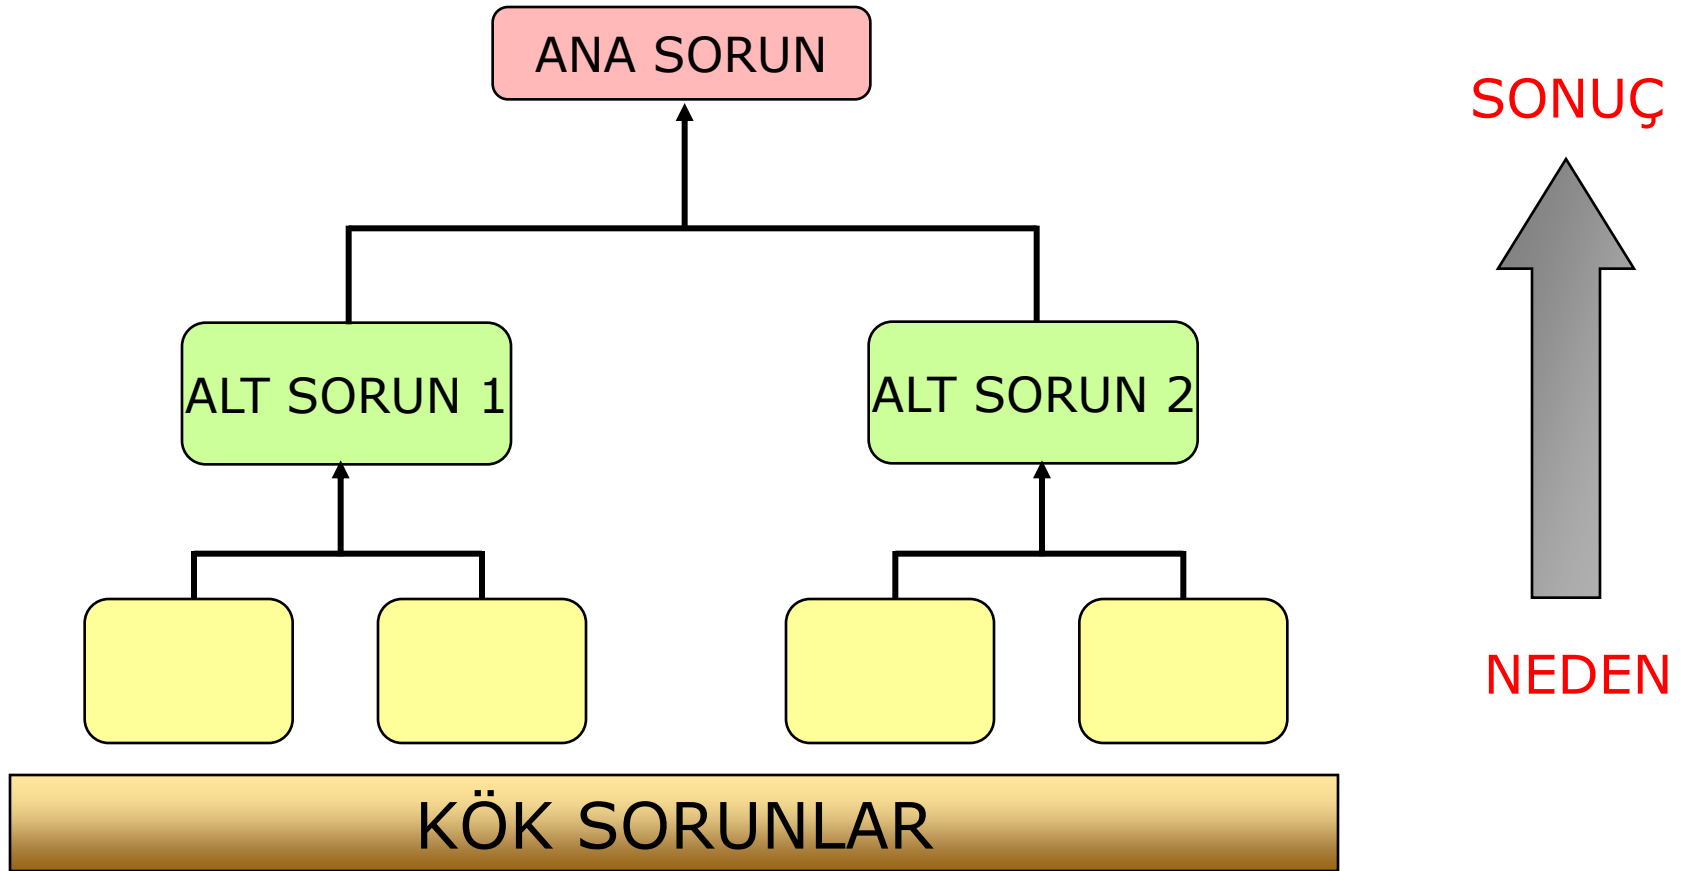 ANA SORUN
SONUÇ
ALT SORUN 1
ALT SORUN 2
NEDEN
KÖK SORUNLAR